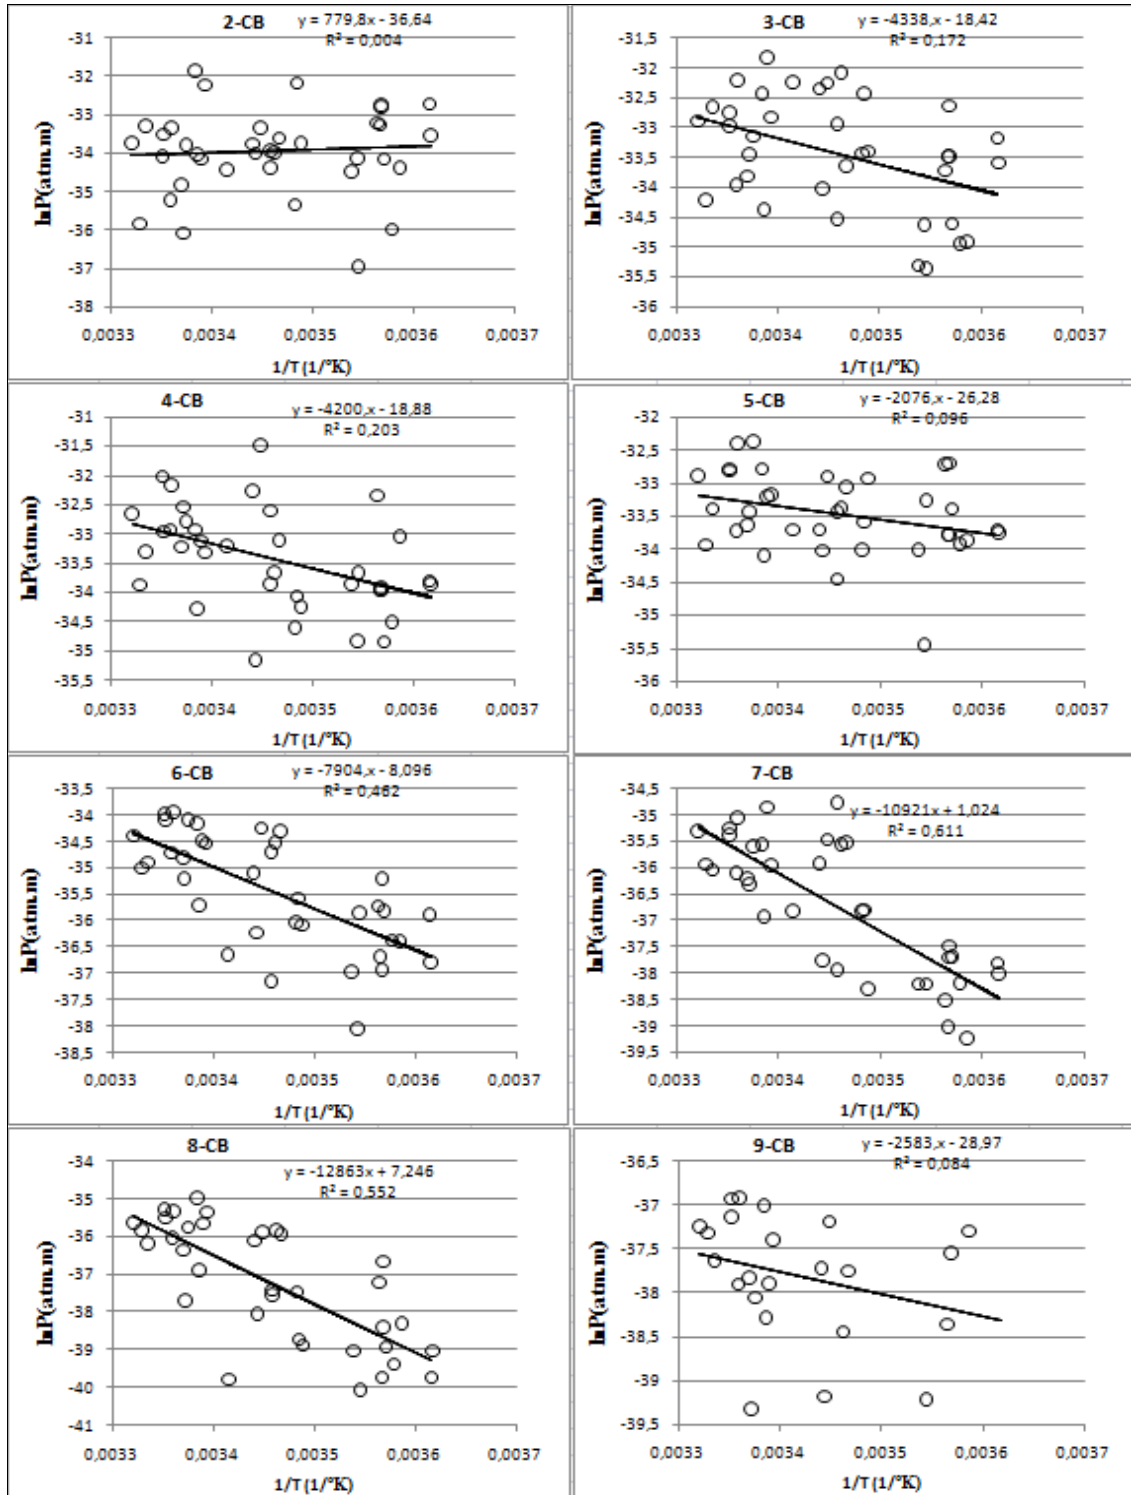 2-CB
y = 779,8x - 36,64
R² = 0,004
-31
-32
-33
-34
-35
-36
-37
-38
0,0033 0,0034 0,0035 0,0036 0,0037
lnP(atm.m)
1/T (1/°K)
3-CB
y = -4338,x - 18,42
R² = 0,172
-31,5
-32
-32,5
-33
-33,5
-34
-34,5
-35
-35,5
-36
0,0033 0,0034 0,0035 0,0036 0,0037
lnP(atm.m)
1/T (1/°K)
4-CB
y = -4200,x - 18,88
R² = 0,203
-31
-31,5
-32
-32,5
-33
-33,5
-34
-34,5
-35
-35,5
0,0033 0,0034 0,0035 0,0036 0,0037
lnP(atm.m)
1/T (1/°K)
5-CB
y = -2076,x - 26,28
R² = 0,096
-32
-32,5
-33
-33,5
-34
-34,5
-35
-35,5
-36
0,0033 0,0034 0,0035 0,0036 0,0037
lnP(atm.m)
1/T (1/°K)
6-CB
y = -7904,x - 8,096
R² = 0,462
-33,5
-34
-34,5
-35
-35,5
-36
-36,5
-37
-37,5
-38
-38,5
0,0033 0,0034 0,0035 0,0036 0,0037
lnP(atm.m)
1/T (1/°K)
7-CB
y = -10921x + 1,024
R² = 0,611
-34,5
-35
-35,5
-36
-36,5
-37
-37,5
-38
-38,5
-39
-39,5
0,0033 0,0034 0,0035 0,0036 0,0037
lnP(atm.m)
1/T (1/°K)
8-CB
y = -12863x + 7,246
R² = 0,552
-34
-35
-36
-37
-38
-39
-40
-41
0,0033 0,0034 0,0035 0,0036 0,0037
lnP(atm.m)
1/T (1/°K)
9-CB
y = -2583,x - 28,97
R² = 0,084
-36,5
-37
-37,5
-38
-38,5
-39
-39,5
0,0033 0,0034 0,0035 0,0036 0,0037
lnP(atm.m)
1/T (1/°K)